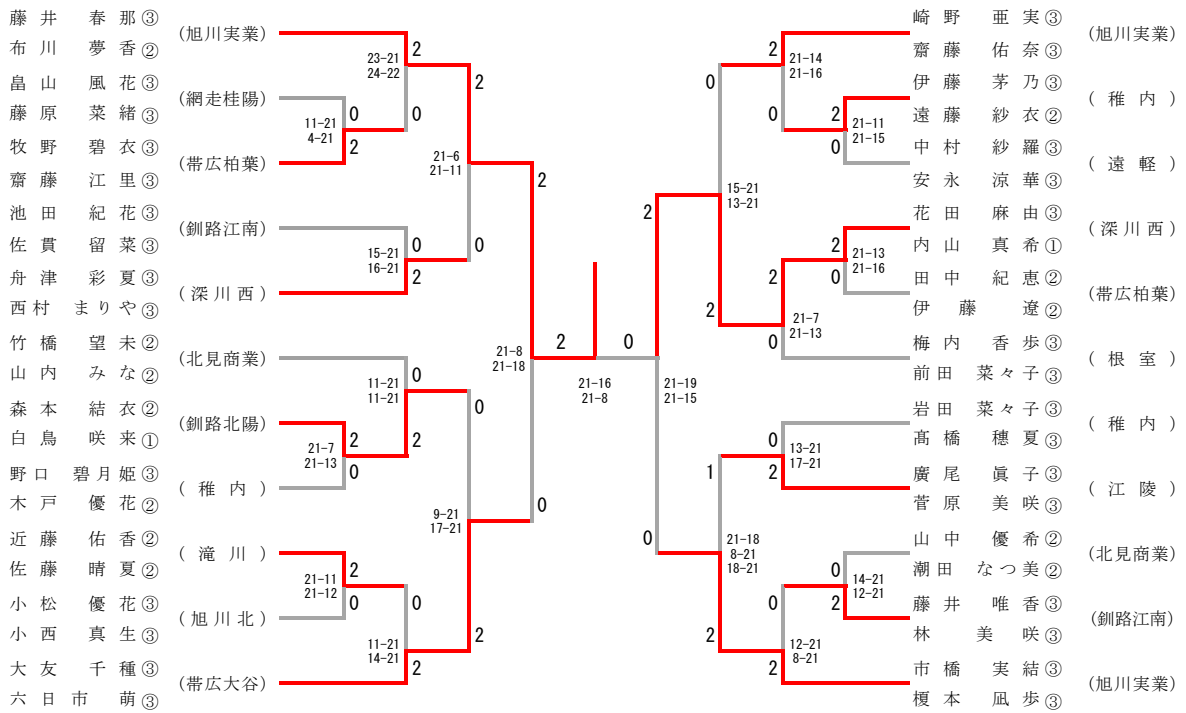 藤井 春那③
(旭川実業)
布川 夢香②
畠山 風花③
(網走桂陽)
藤原 菜緒③
牧野 碧衣③
(帯広柏葉)
齋藤 江里③
池田 紀花③
(釧路江南)
佐貫 留菜③
舟津 彩夏③
(深川西)
西村 まりや③
竹橋 望未②
(北見商業)
山内 みな②
森本 結衣②
(釧路北陽)
白鳥 咲来①
野口 碧月姫③
(稚内)
木戸 優花②
近藤 佑香②
(滝川)
佐藤 晴夏②
小松 優花③
(旭川北)
小西 真生③
大友 千種③
(帯広大谷)
六日市 萌③
23-21
24-22
2
0
11-21
4-21
0
2
2
21-6
21-11
0
15-21
16-21
0
2
2
21-8
21-18
0
11-21
11-21
0
2
21-7
21-13
2
0
0
9-21
17-21
2
21-11
21-12
2
0
11-21
14-21
0
2
2
0
21-16
21-8
2
21-19
21-15
0
0
15-21
13-21
2
2
21-14
21-16
2
0
21-11
21-15
2
0
21-13
21-16
2
0
21-7
21-13
1
21-18
8-21
18-21
2
0
2
13-21
17-21
0
2
14-21
12-21
0
2
12-21
8-21
崎野 亜実③
(旭川実業)
齋藤 佑奈③
伊藤 茅乃③
(稚内)
遠藤 紗衣②
中村 紗羅③
(遠軽)
安永 涼華③
花田 麻由③
(深川西)
内山 真希①
田中 紀恵②
(帯広柏葉)
伊藤 遼②
梅内 香歩③
(根室)
前田 菜々子③
岩田 菜々子③
(稚内)
髙橋 穂夏③
廣尾 眞子③
(江陵)
菅原 美咲③
山中 優希②
(北見商業)
潮田 なつ美②
藤井 唯香③
(釧路江南)
林 美咲③
市橋 実結③
(旭川実業)
榎本 凪歩③